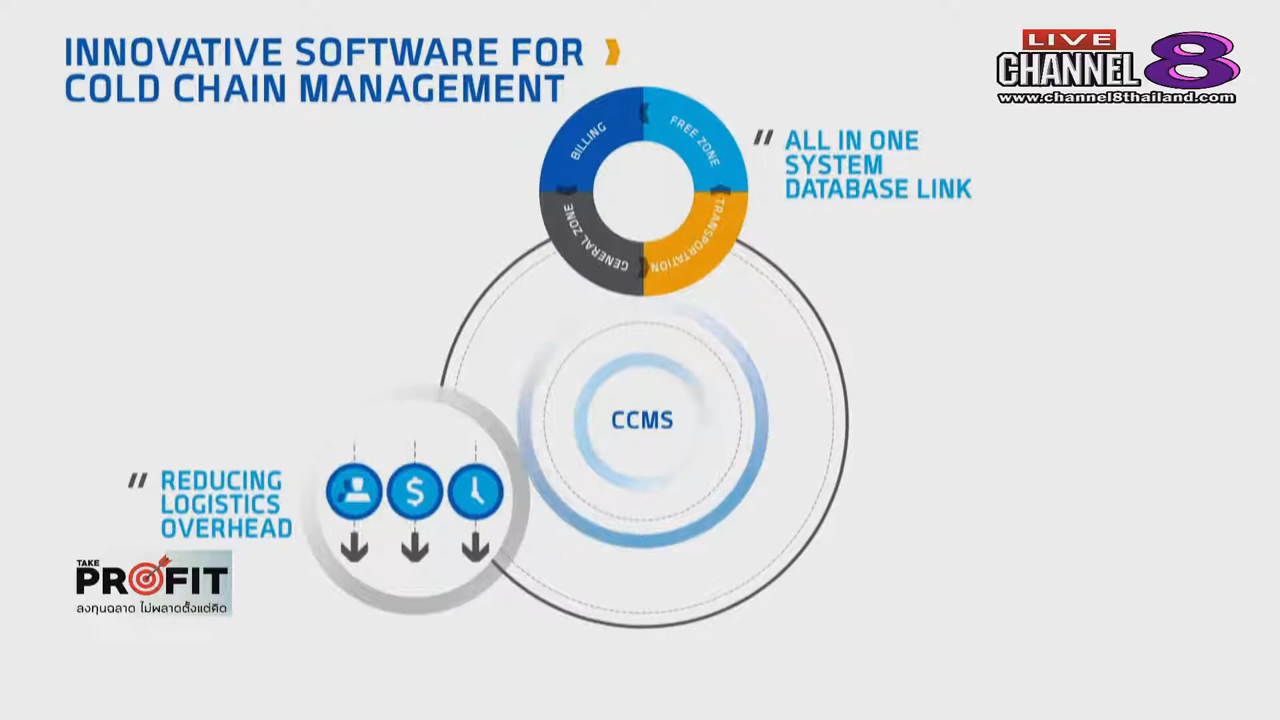 INNOVATIVE SOFTWARE FOR
COLD CHAIN MANAGEMENT
LIVE
CHANNEL 8
www.channel8thailand.com
BILLING
FREE ZONE
GENERAL ZONE
TRANSPORTATION
" ALL IN ONE
SYSTEM
DATABASE LINK
CCMS
" REDUCING
LOGISTICS
OVERHEAD
$
TAKE
PROFIT
ลงทุนฉลาด ไม่พลาดตั้งแต่คิด